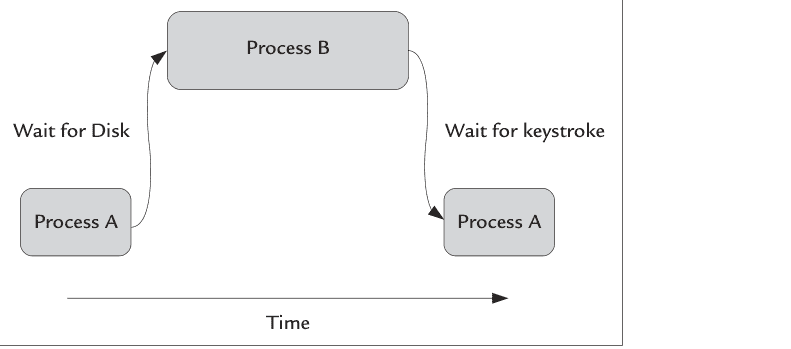 Process B
Wait for Disk
Wait for keystroke
Process A
Process A
Time